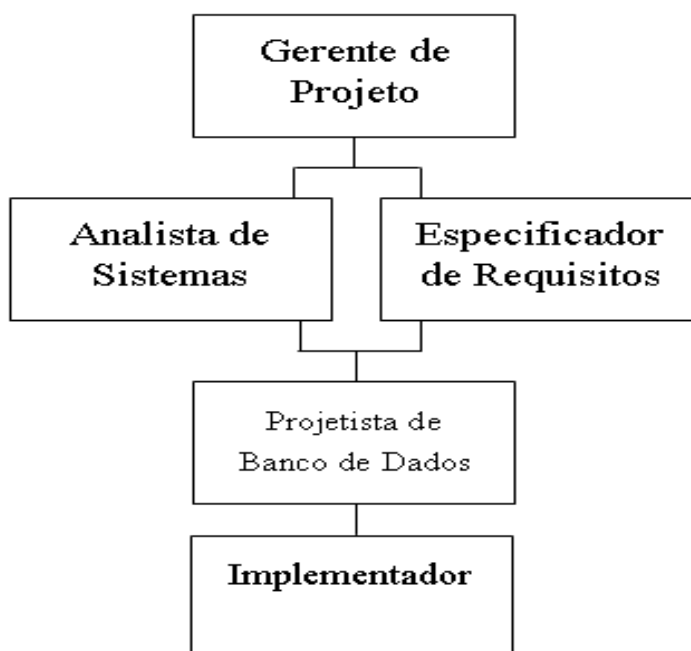 Gerente de
Projeto
Analista de
Sistemas
Especificador
de Requisitos
Projetista de
Banco de Dados
Implementador